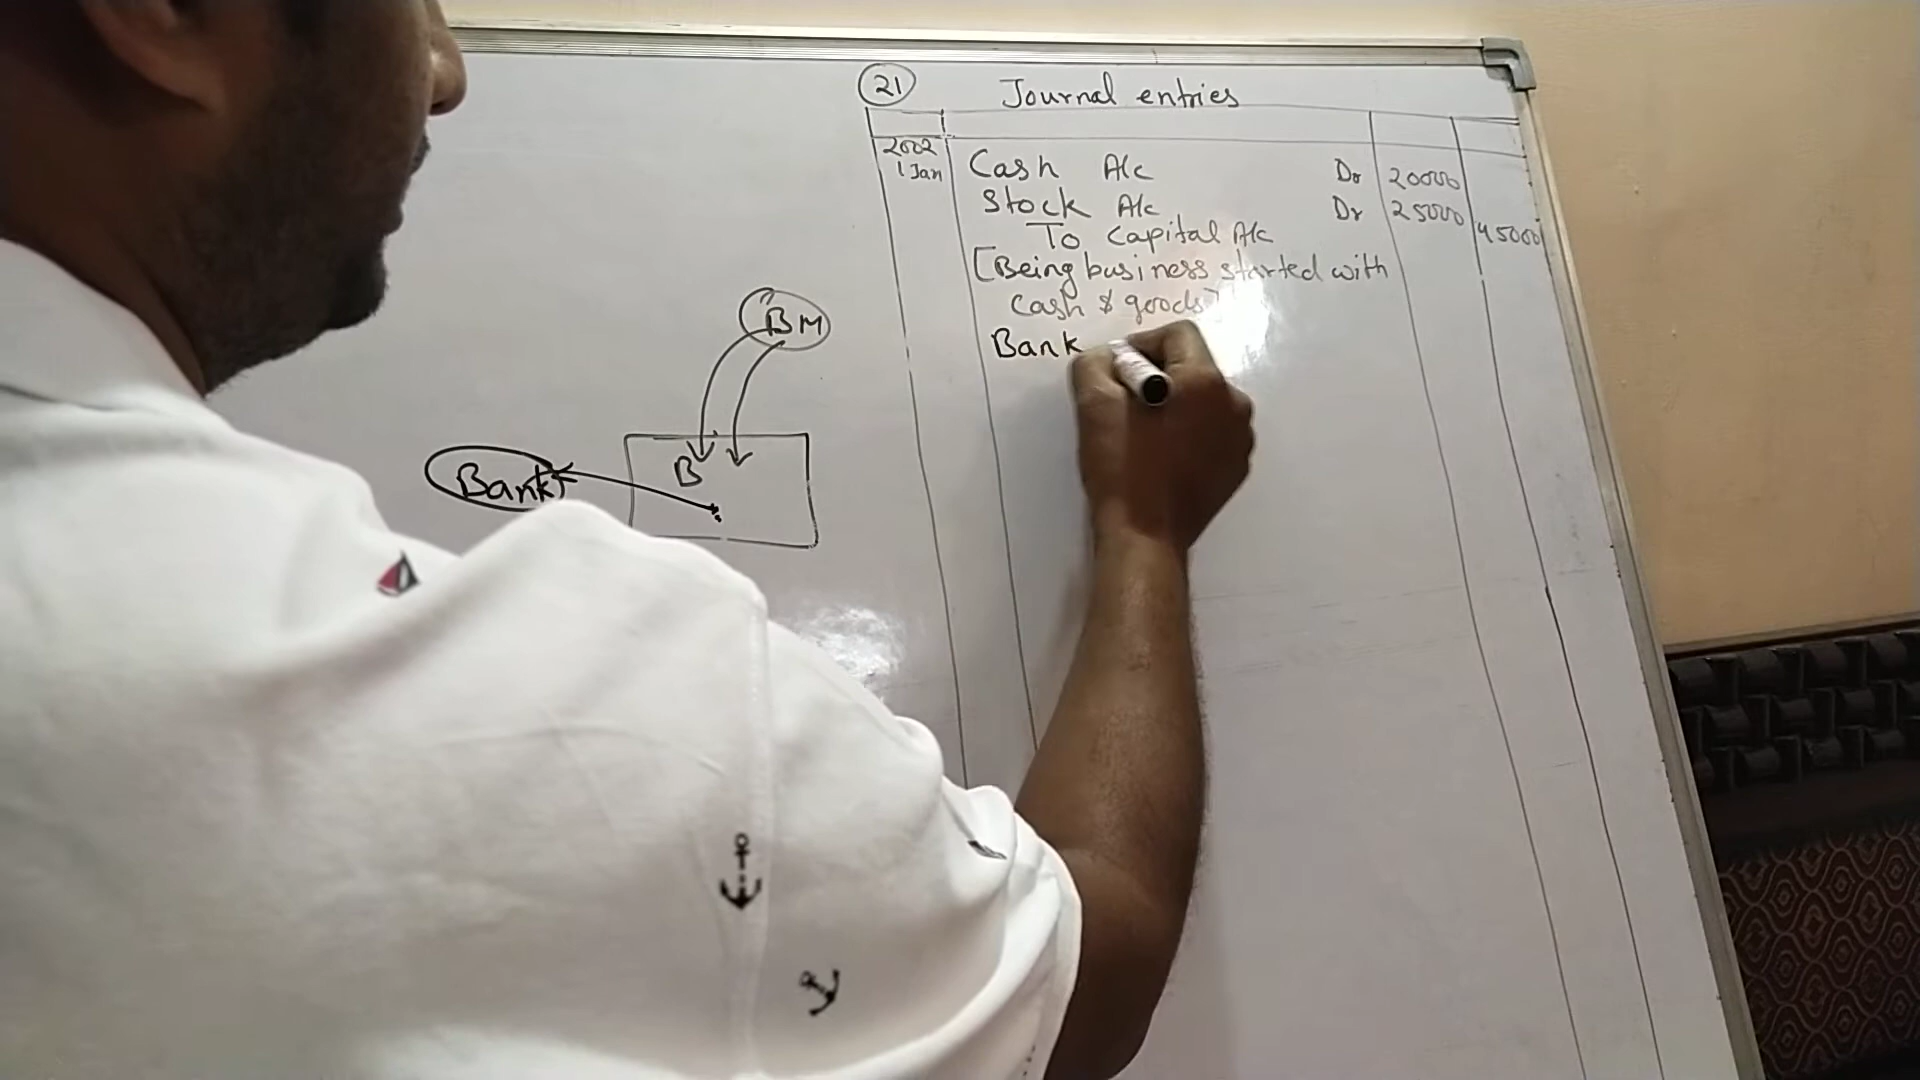 21 Journal entries
2002
1 Jan
Cash A/c Dr 20000
Stock A/c Dr 25000
To Capital A/c 45000
[Being business started with
Cash & goods]
Bank
BM
B
Bank